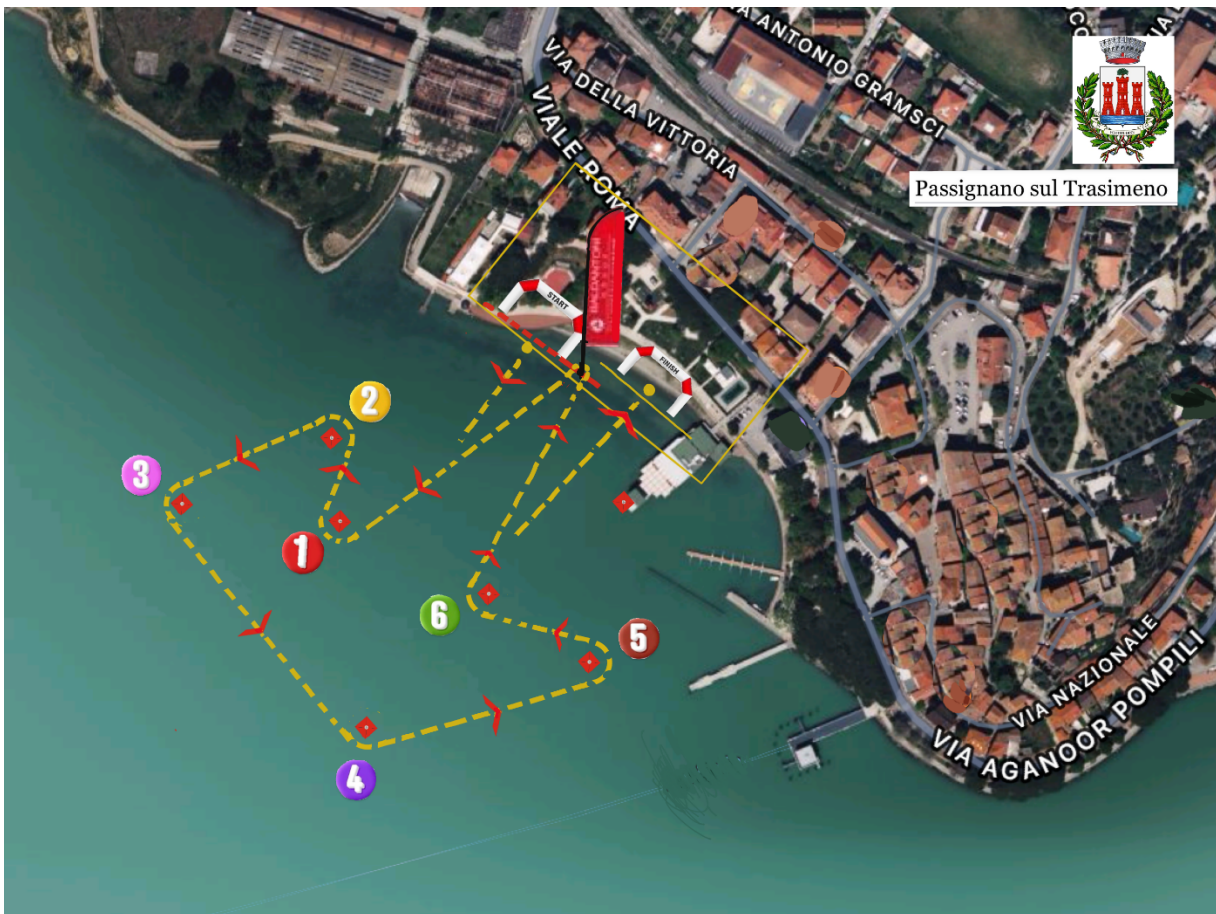 VIA ANTONIO GRAMSCI
VIA DELLA VITTORIA
VIALE ROMA
Passignano sul Trasimeno
START
FINISH
2
3
1
6
5
4
VIA NAZIONALE
VIA AGANOOR POMPILI